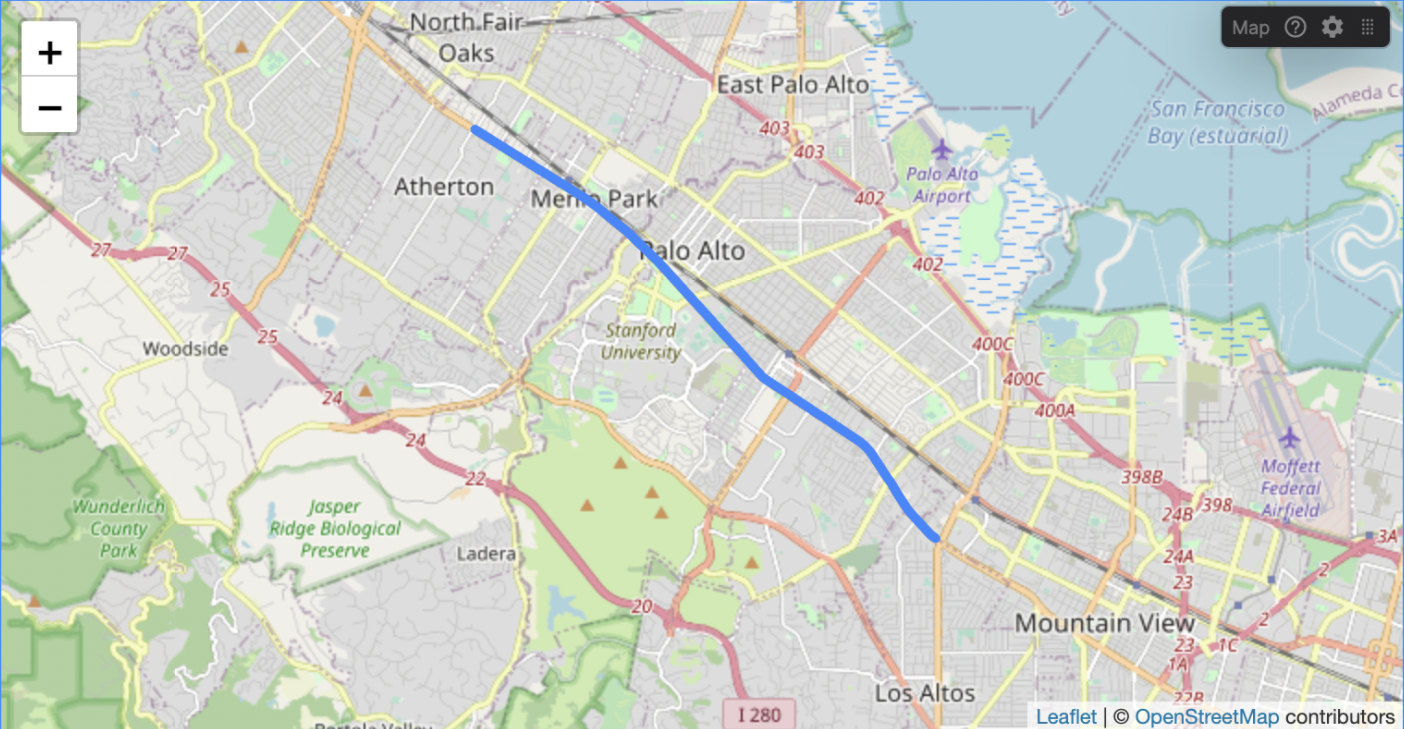 North Fair
Oaks
Map
+
−
East Palo Alto
San Francisco
Bay (estuarial)
Alameda Co
403
403
Palo Alto
Airport
Atherton
Menlo Park
402
Palo Alto
402
27
27
25
25
Stanford
University
Woodside
400C
400C
24
400A
24
22
398B
Moffett
Federal
Airfield
398
24B
Wunderlich
County
Park
Jasper
Ridge Biological
Preserve
3A
Ladera
24A
2
23
20
2
Mountain View
23
1C
1A
Los Altos
22B
I 280
Portola Valley
Leaflet | © OpenStreetMap contributors